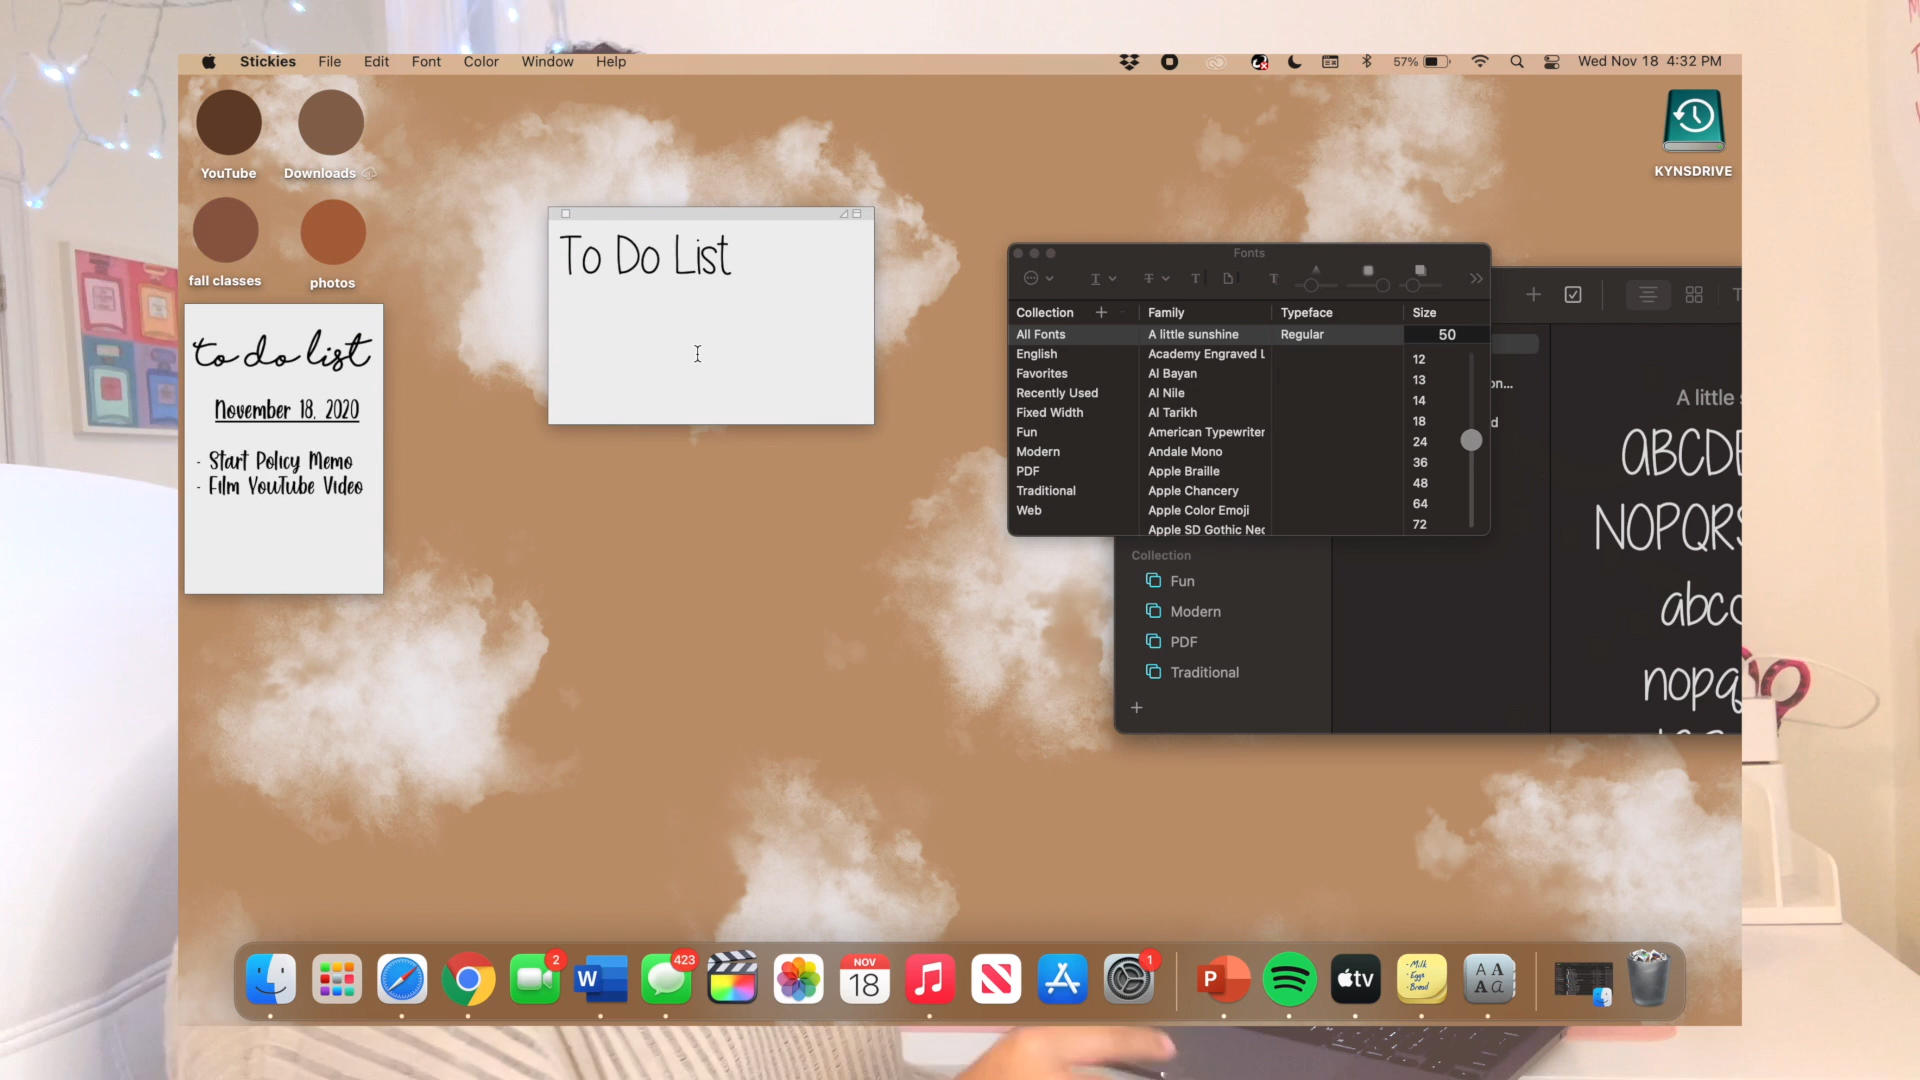 Stickies File Edit Font Color Window Help 57% Wed Nov 18 4:32 PM
YouTube Downloads
fall classes photos
KYNSDRIVE
to do list
November 18, 2020
- Start Policy Memo
- Film YouTube Video
To Do List
Fonts
Collection Family Typeface Size
All Fonts A little sunshine Regular 50
English Academy Engraved L
Favorites Al Bayan
Recently Used Al Nile
Fixed Width Al Tarikh
Fun American Typewriter
Modern Andale Mono
PDF Apple Braille
Traditional Apple Chancery
Web Apple Color Emoji
Apple SD Gothic Neo
12
13
14
18
24
36
48
64
72
Collection
Fun
Modern
PDF
Traditional
A little
ABCDE
NOPQRS
abcc
nopq
2
W
423
NOV
18
1
P
tv
- Milk
- Eggs
- Bread
A A
A a